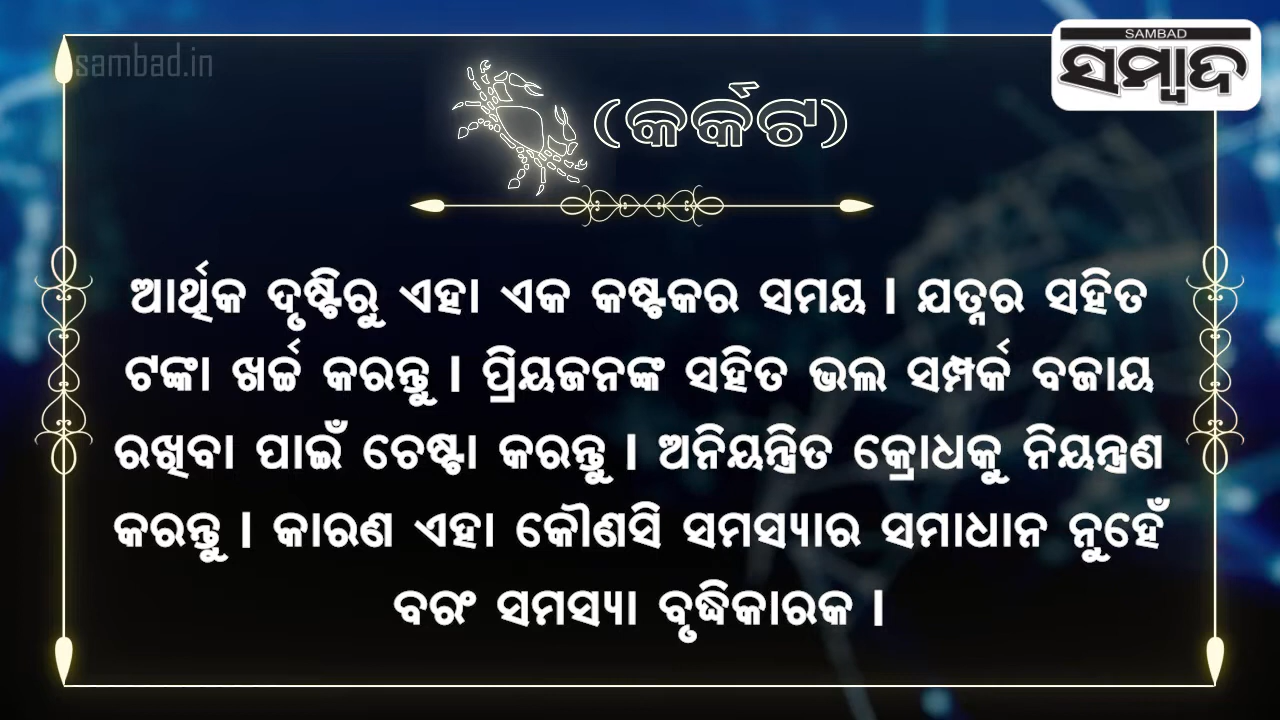 sambad.in
SAMBAD
ସମ୍ବାଦ
(କର୍କଟ)
ଆର୍ଥିକ ଦୃଷ୍ଟିରୁ ଏହା ଏକ କଷ୍ଟକର ସମୟ । ଯତ୍ନର ସହିତ
ଟଙ୍କା ଖର୍ଚ୍ଚ କରନ୍ତୁ । ପ୍ରିୟଜନଙ୍କ ସହିତ ଭଲ ସମ୍ପର୍କ ବଜାୟ
ରଖିବା ପାଇଁ ଚେଷ୍ଟା କରନ୍ତୁ । ଅନିୟନ୍ତ୍ରିତ କ୍ରୋଧକୁ ନିୟନ୍ତ୍ରଣ
କରନ୍ତୁ । କାରଣ ଏହା କୌଣସି ସମସ୍ୟାର ସମାଧାନ ନୁହେଁ
ବରଂ ସମସ୍ୟା ବୃଦ୍ଧିକାରକ ।